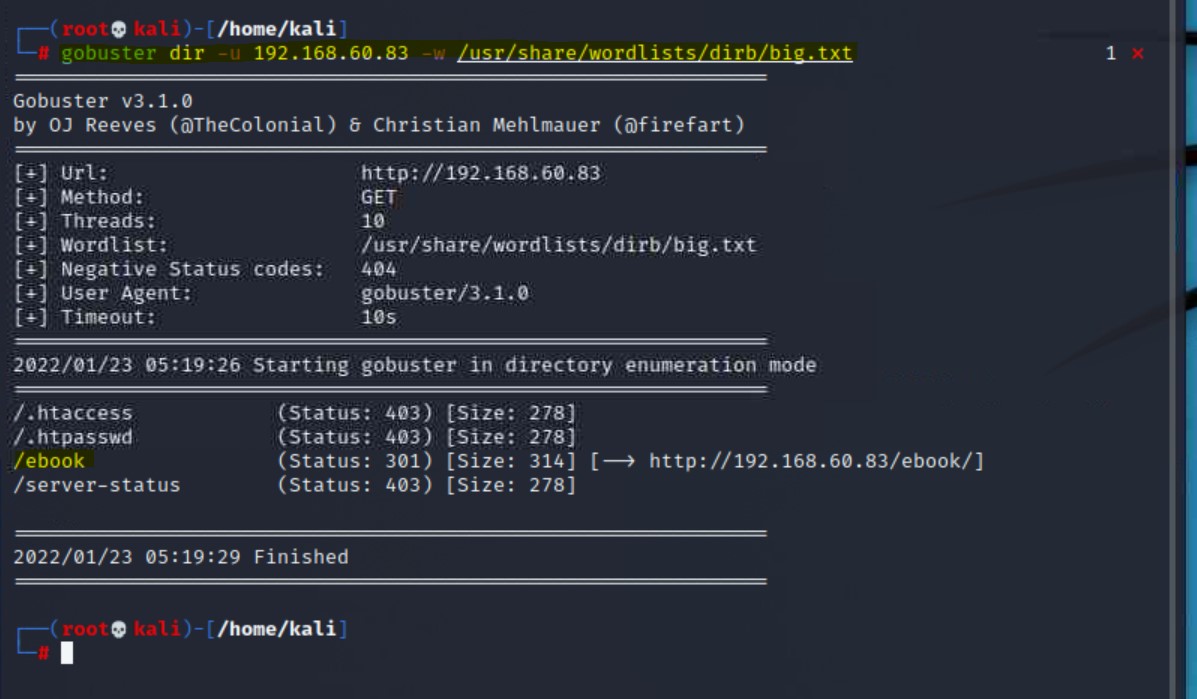 ┌──(root💀kali)-[/home/kali]
└─# gobuster dir -u 192.168.60.83 -w /usr/share/wordlists/dirb/big.txt 1 ⨯
===============================================================
Gobuster v3.1.0
by OJ Reeves (@TheColonial) & Christian Mehlmauer (@firefart)
===============================================================
[+] Url: http://192.168.60.83
[+] Method: GET
[+] Threads: 10
[+] Wordlist: /usr/share/wordlists/dirb/big.txt
[+] Negative Status codes: 404
[+] User Agent: gobuster/3.1.0
[+] Timeout: 10s
===============================================================
2022/01/23 05:19:26 Starting gobuster in directory enumeration mode
===============================================================
/.htaccess (Status: 403) [Size: 278]
/.htpasswd (Status: 403) [Size: 278]
/ebook (Status: 301) [Size: 314] [--> http://192.168.60.83/ebook/]
/server-status (Status: 403) [Size: 278]
===============================================================
2022/01/23 05:19:29 Finished
===============================================================
┌──(root💀kali)-[/home/kali]
└─#